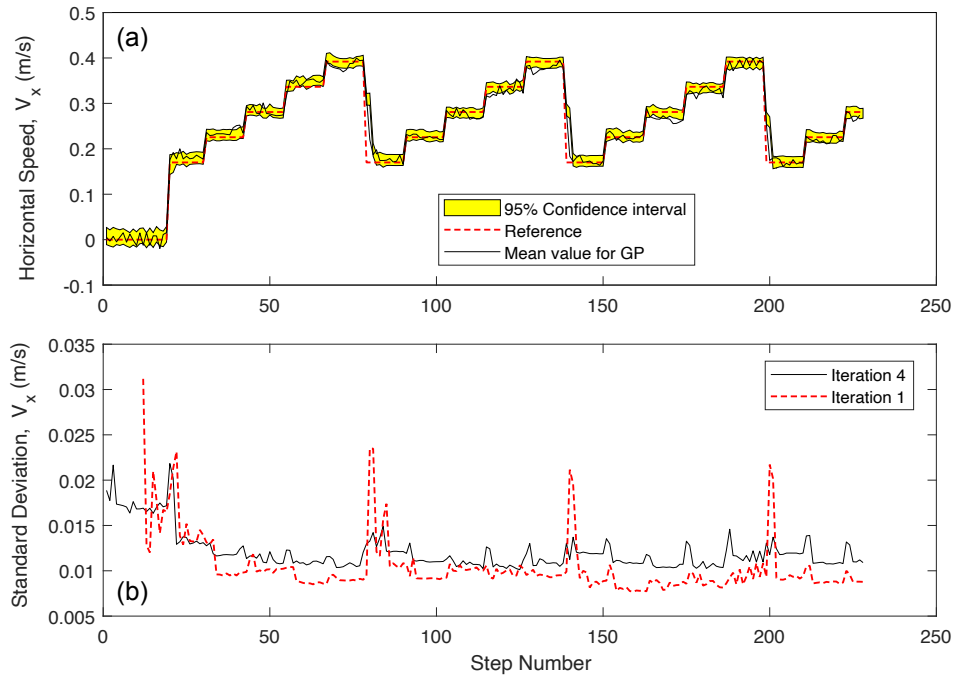 (a)
Horizontal Speed, V_x (m/s)
0.5
0.4
0.3
0.2
0.1
0
-0.1
95% Confidence interval
Reference
Mean value for GP
0 50 100 150 200 250
(b)
Standard Deviation, V_x (m/s)
0.035
0.03
0.025
0.02
0.015
0.01
0.005
Iteration 4
Iteration 1
0 50 100 150 200 250
Step Number